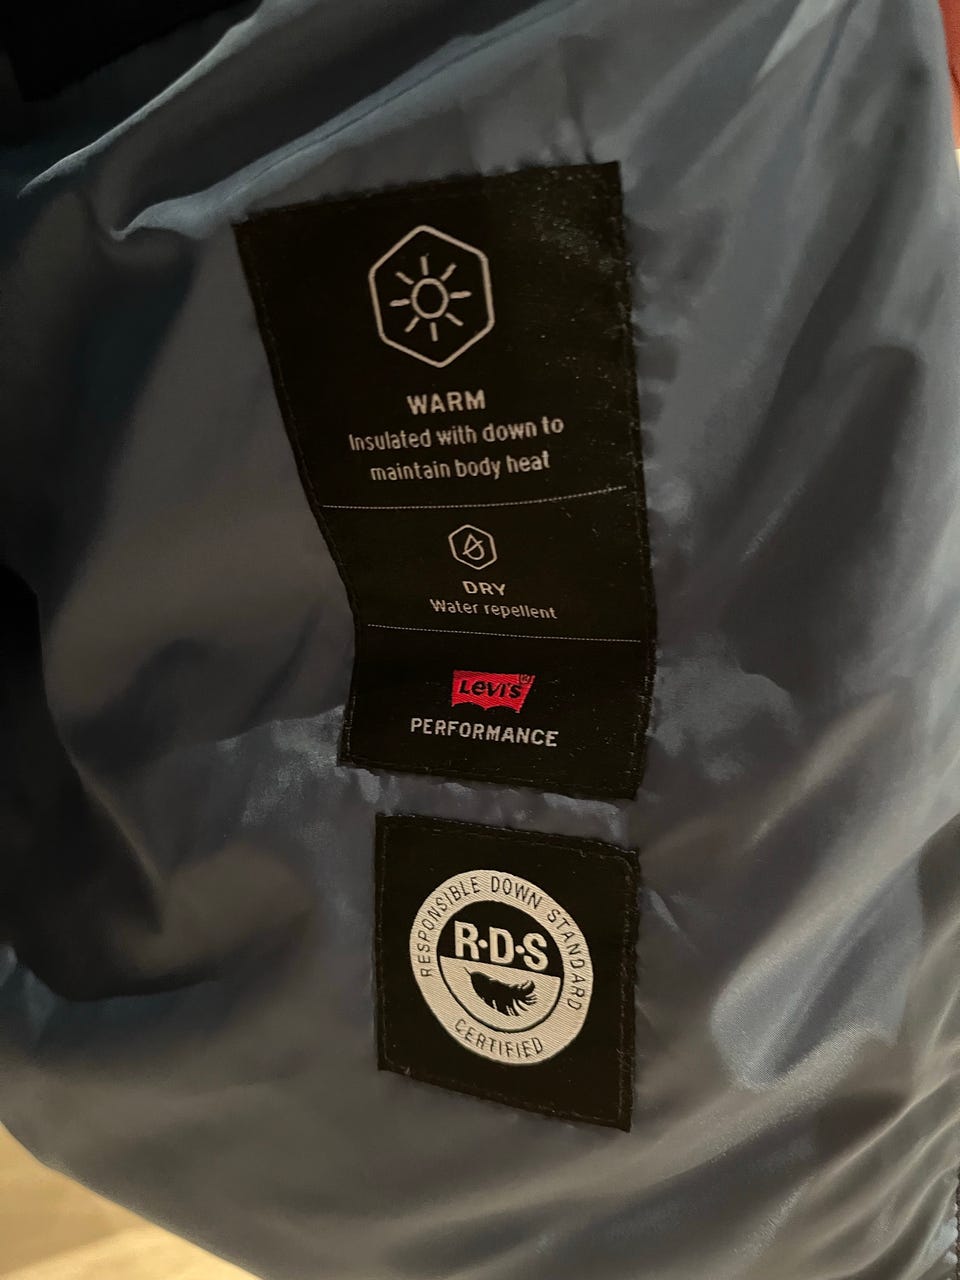 WARM
Insulated with down to
maintain body heat
DRY
Water repellent
Levi's®
PERFORMANCE
RESPONSIBLE DOWN STANDARD
R·D·S
CERTIFIED